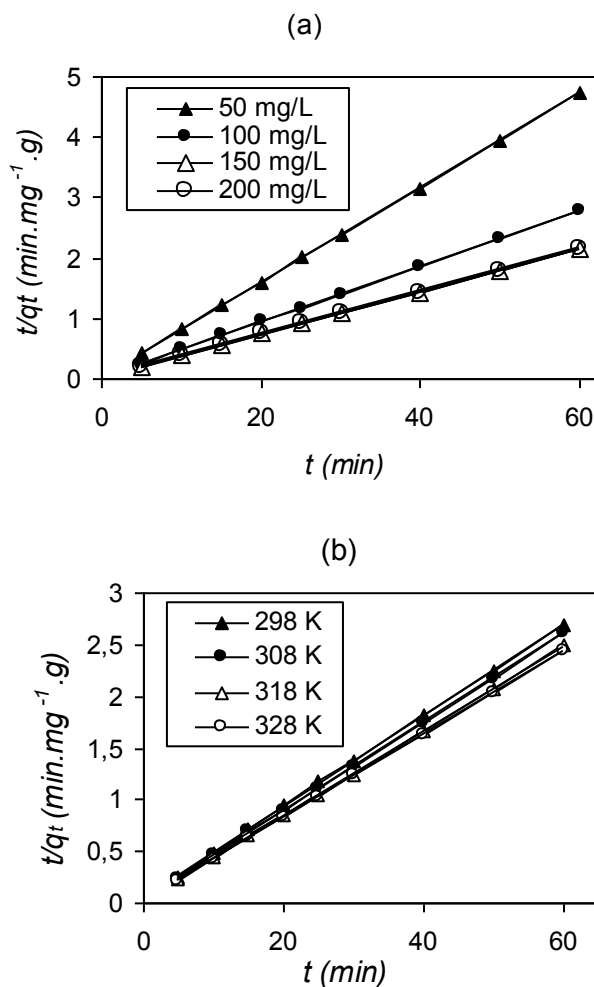 (a)
5
4
3
2
1
0
50 mg/L
100 mg/L
150 mg/L
200 mg/L
t/qt (min.mg⁻¹.g)
0
20
40
60
t (min)
(b)
3
2,5
2
1,5
1
0,5
0
298 K
308 K
318 K
328 K
t/qt (min.mg⁻¹.g)
0
20
40
60
t (min)